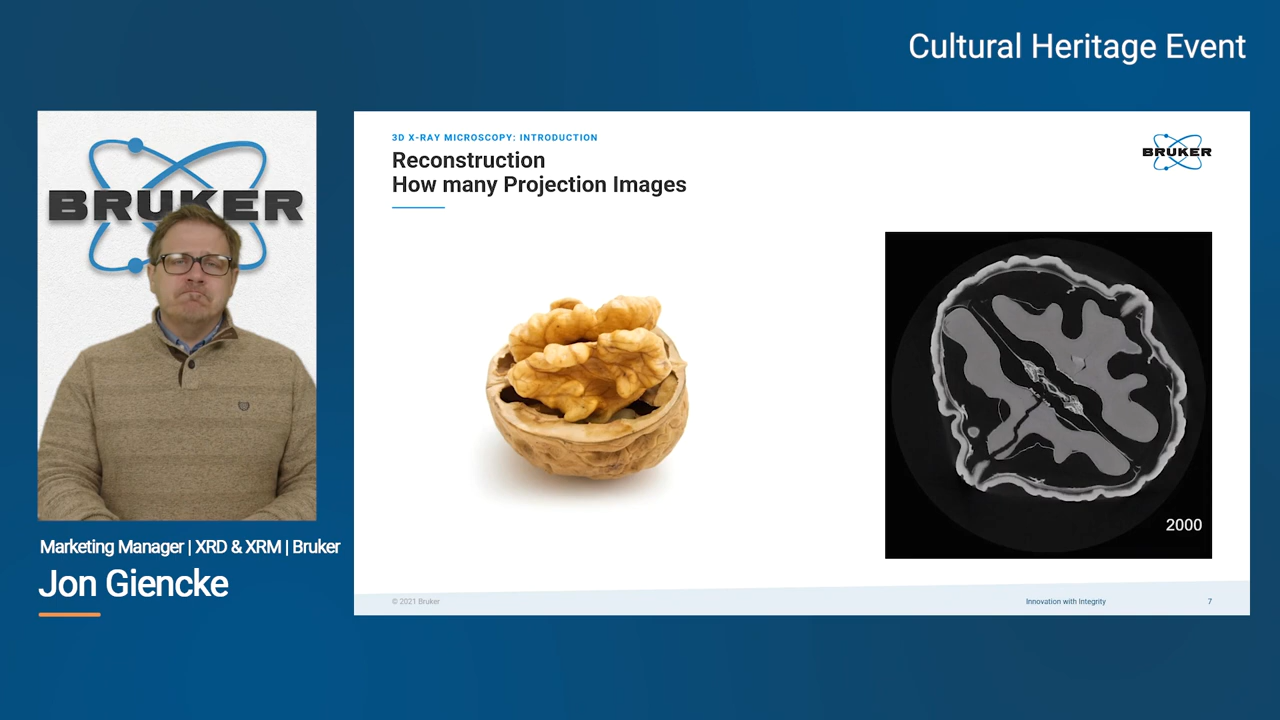 Cultural Heritage Event
BRUKER
Marketing Manager | XRD & XRM | Bruker
Jon Giencke
3D X-RAY MICROSCOPY: INTRODUCTION
Reconstruction
How many Projection Images
BRUKER
2000
© 2021 Bruker
Innovation with Integrity
7